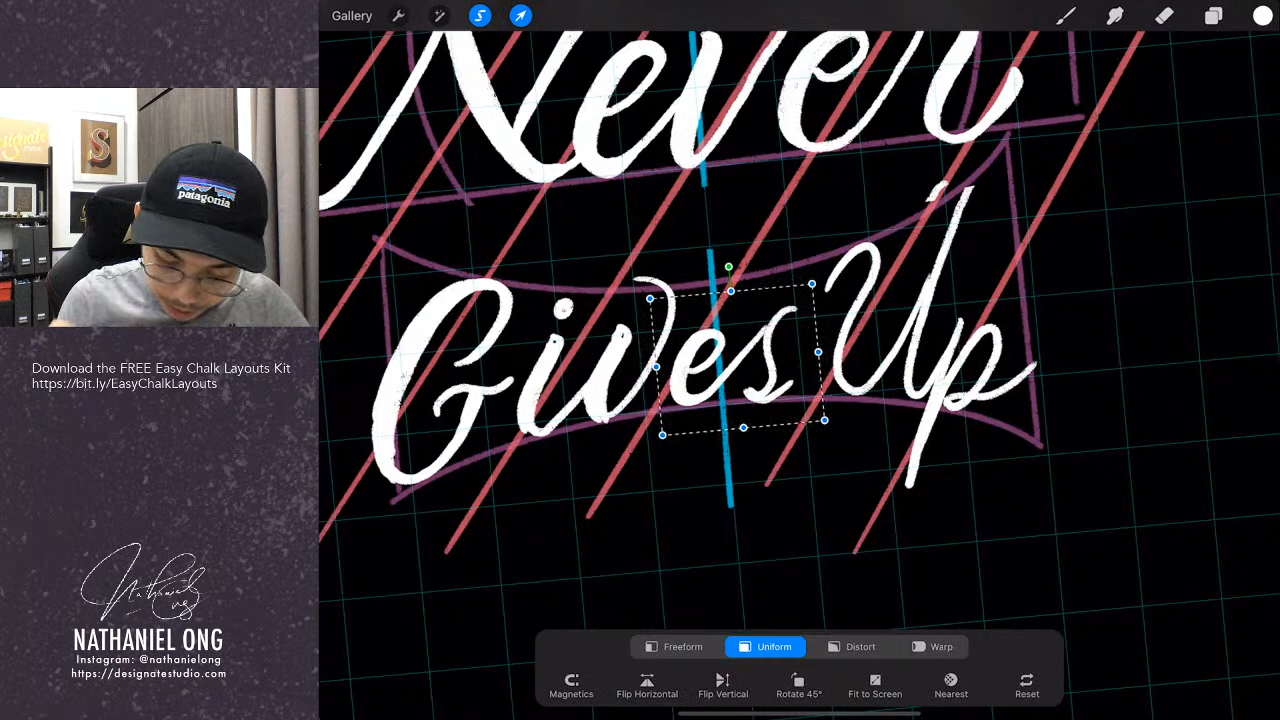 Gallery
Never
Gives Up
patagonia
Download the FREE Easy Chalk Layouts Kit
https://bit.ly/EasyChalkLayouts
NATHANIEL ONG
Instagram: @nathanielong
https://designatestudio.com
Freeform Uniform Distort Warp
Magnetics Flip Horizontal Flip Vertical Rotate 45° Fit to Screen Nearest Reset